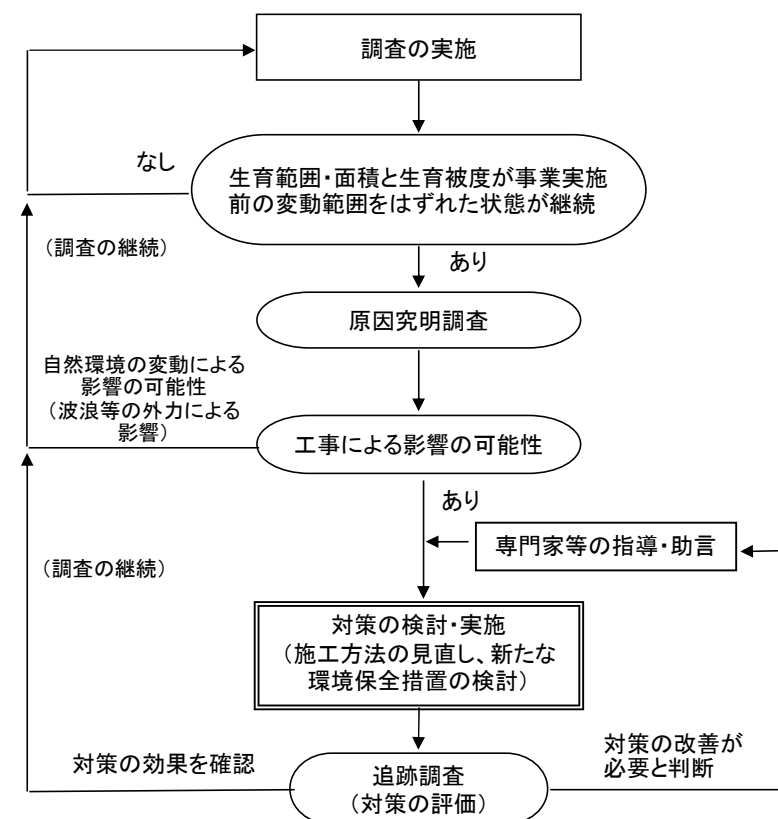 調査の実施
なし
生育範囲・面積と生育被度が事業実施
前の変動範囲をはずれた状態が継続
（調査の継続）
あり
原因究明調査
自然環境の変動による
影響の可能性
（波浪等の外力による
影響）
工事による影響の可能性
あり
専門家等の指導・助言
（調査の継続）
対策の検討・実施
（施工方法の見直し、新たな
環境保全措置の検討）
対策の効果を確認
追跡調査
（対策の評価）
対策の改善が
必要と判断